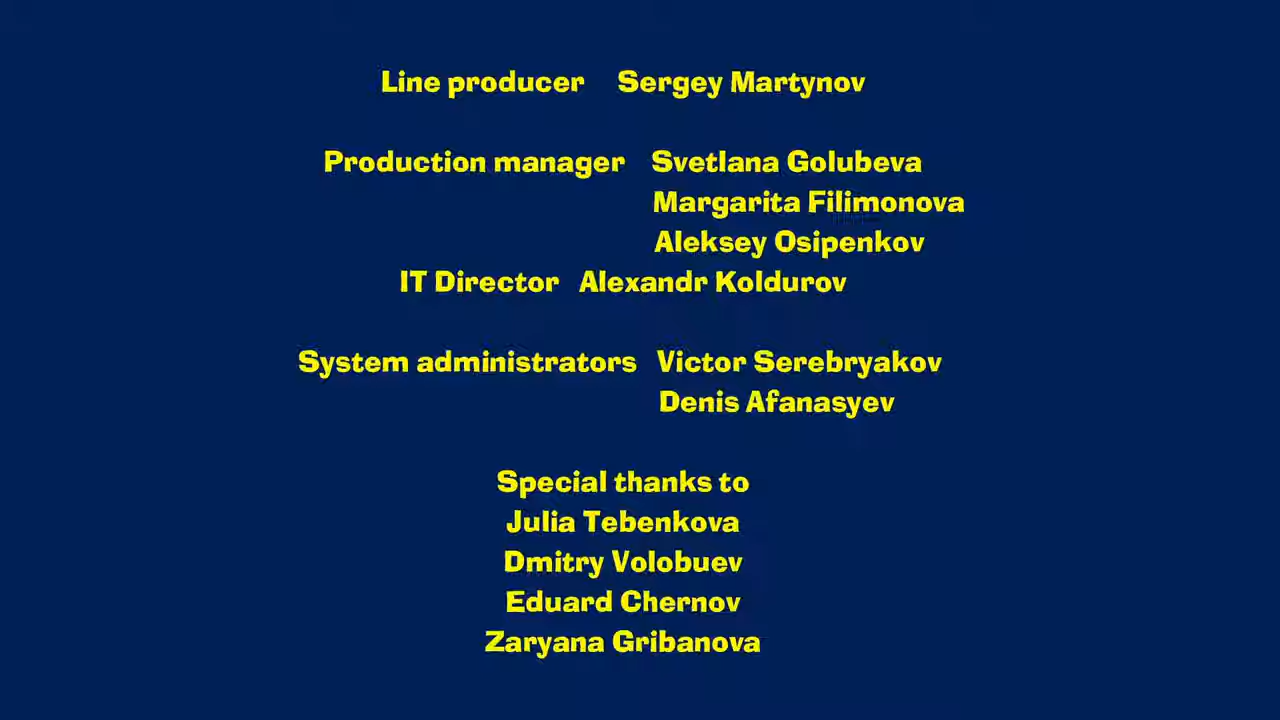 Line producer Sergey Martynov
Production manager Svetlana Golubeva
Margarita Filimonova
Aleksey Osipenkov
IT Director Alexandr Koldurov
System administrators Victor Serebryakov
Denis Afanasyev
Special thanks to
Julia Tebenkova
Dmitry Volobuev
Eduard Chernov
Zaryana Gribanova